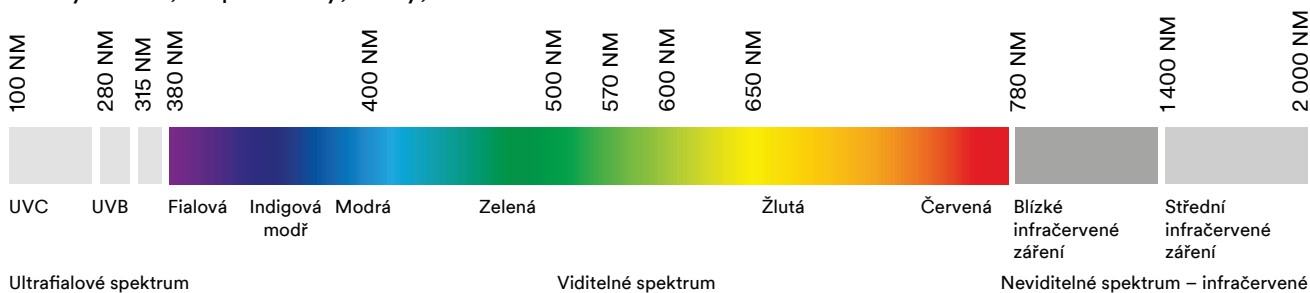 100 NM
280 NM
315 NM
380 NM
400 NM
500 NM
570 NM
600 NM
650 NM
780 NM
1 400 NM
2 000 NM
UVC
UVB
Fialová
Indigová
modř
Modrá
Zelená
Žlutá
Červená
Blízké
infračervené
záření
Střední
infračervené
záření
Ultrafialové spektrum
Viditelné spektrum
Neviditelné spektrum – infračervené